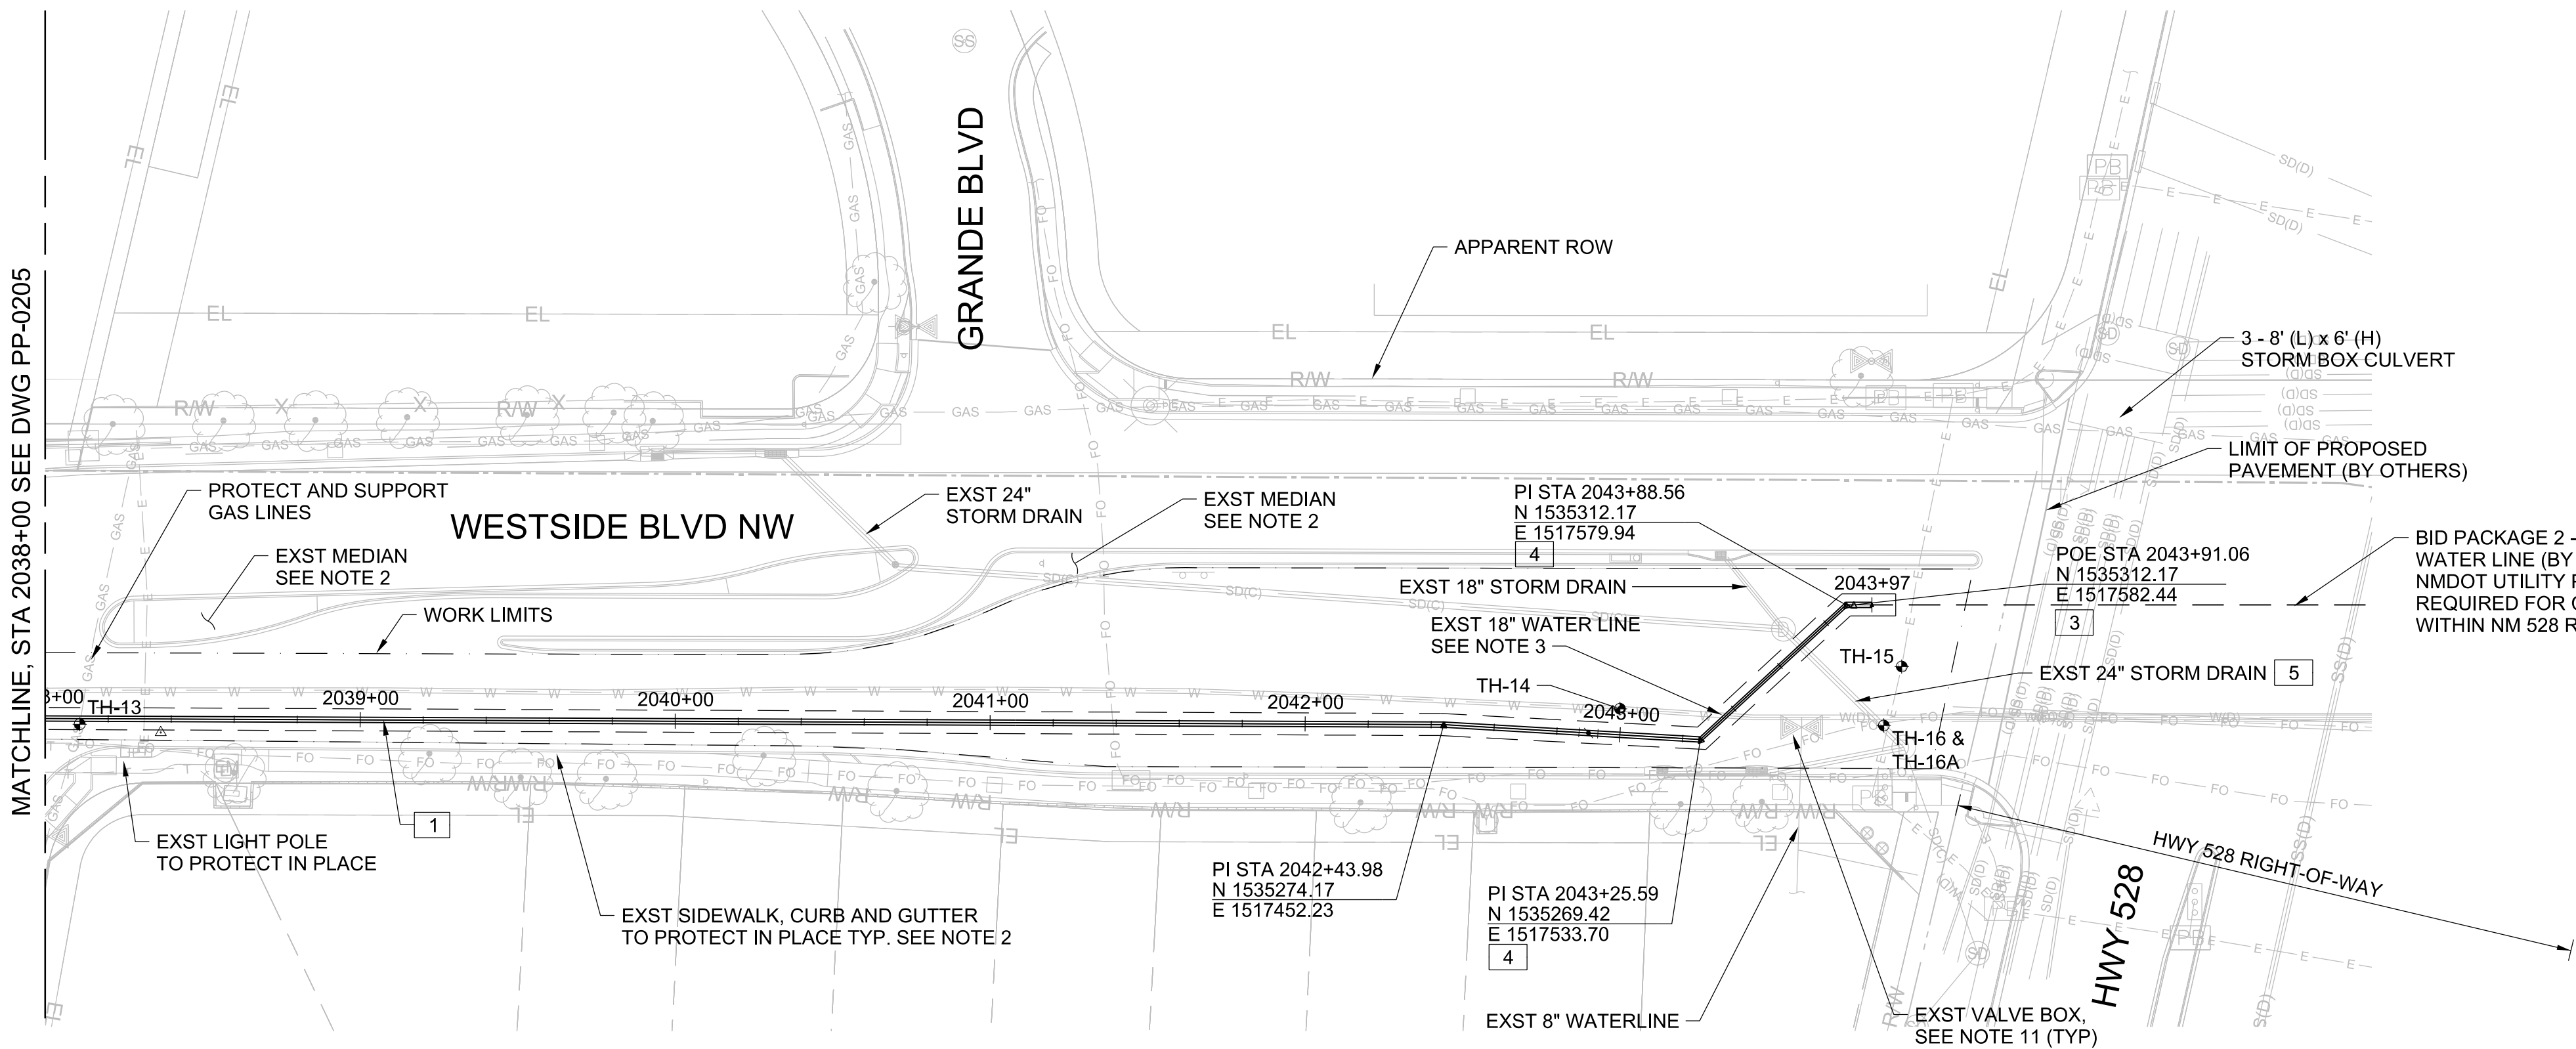 MATCHLINE, STA 2038+00 SEE DWG PP-0205
GRANDE BLVD
WESTSIDE BLVD NW
HWY 528
APPARENT ROW
3 - 8' (L) x 6' (H)
STORM BOX CULVERT
LIMIT OF PROPOSED
PAVEMENT (BY OTHERS)
PROTECT AND SUPPORT
GAS LINES
EXST MEDIAN
SEE NOTE 2
WORK LIMITS
EXST 24"
STORM DRAIN
EXST MEDIAN
SEE NOTE 2
PI STA 2043+88.56
N 1535312.17
E 1517579.94
4
EXST 18" STORM DRAIN
EXST 18" WATER LINE
SEE NOTE 3
2043+97
POE STA 2043+91.06
N 1535312.17
E 1517582.44
3
BID PACKAGE 2 -
WATER LINE (BY
NMDOT UTILITY
REQUIRED FOR
WITHIN NM 528
EXST 24" STORM DRAIN
5
TH-13
TH-14
TH-15
TH-16 &
TH-16A
2039+00
2040+00
2041+00
2042+00
2043+00
1
EXST LIGHT POLE
TO PROTECT IN PLACE
EXST SIDEWALK, CURB AND GUTTER
TO PROTECT IN PLACE TYP. SEE NOTE 2
PI STA 2042+43.98
N 1535274.17
E 1517452.23
PI STA 2043+25.59
N 1535269.42
E 1517533.70
4
EXST 8" WATERLINE
EXST VALVE BOX,
SEE NOTE 11 (TYP)
HWY 528 RIGHT-OF-WAY
SS
EL
R/W
GAS
FO
E
W
W(D)
X
PB
SD
SD(C)
SD(D)
SS(D)